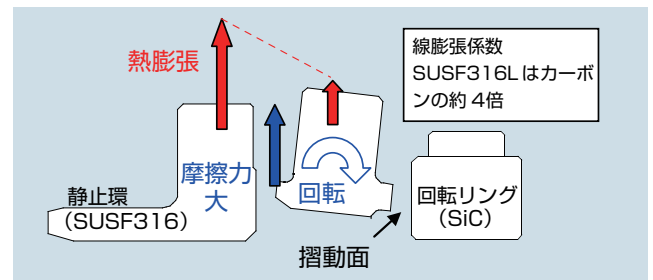 熱膨張
線膨張係数
SUSF316Lはカーボ
ンの約4倍
摩擦力
大
回転
静止環
(SUSF316)
回転リング
(SiC)
摺動面